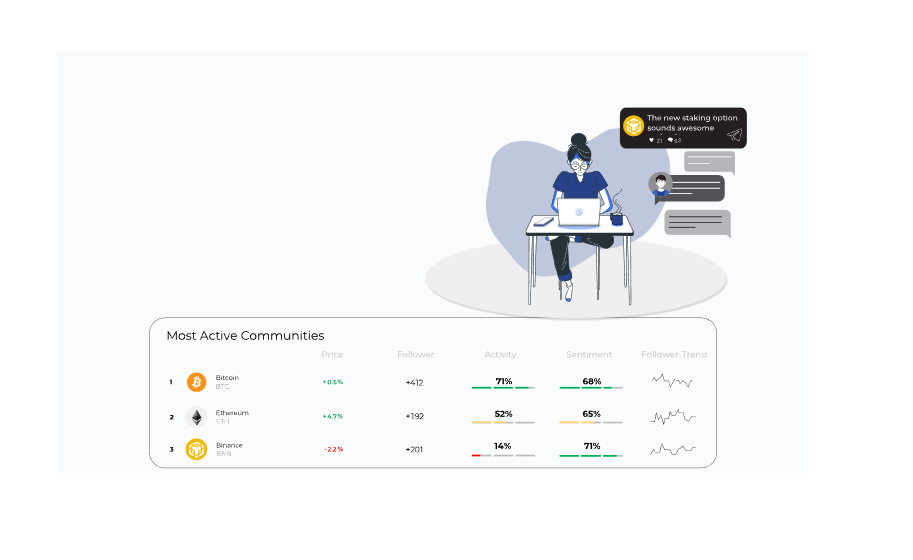 The new staking option
sounds awesome
21 68
Most Active Communities
Price Follower Activity Sentiment Follower-Trend
1 Bitcoin +0.5% +412 71% 68%
BTC
2 Ethereum +4.7% +192 52% 65%
ETH
3 Binance -2.2% +201 14% 71%
BNB